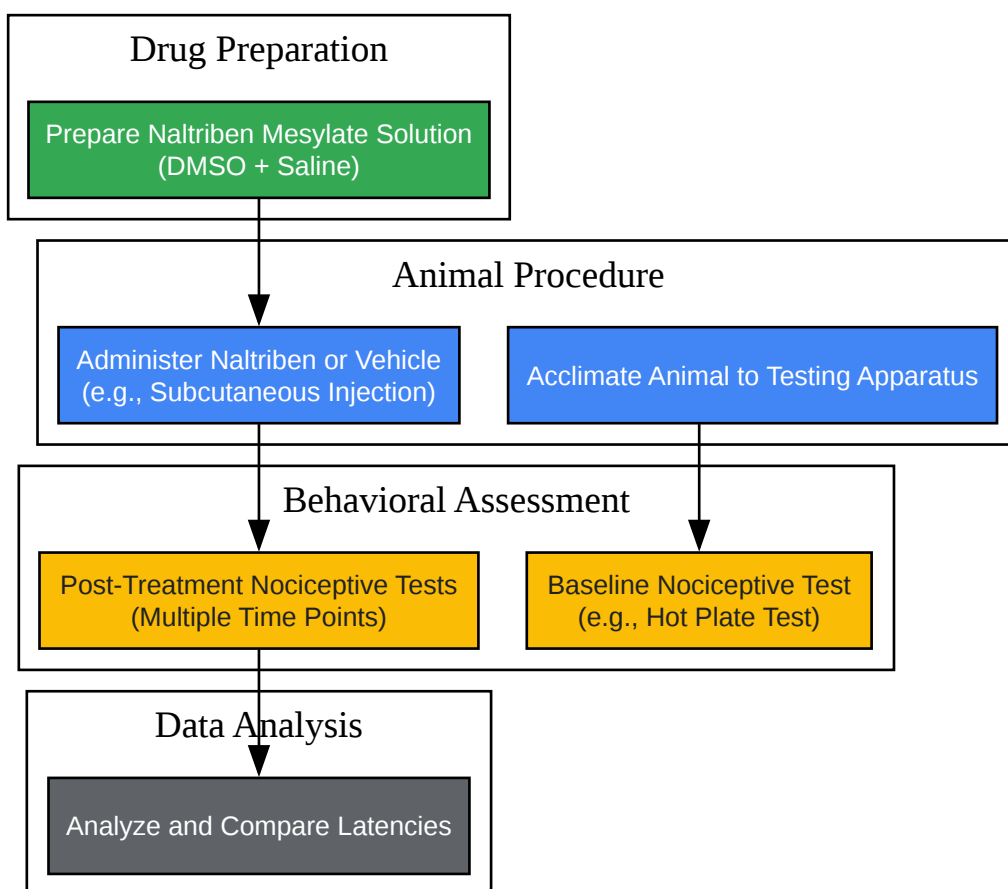 Drug Preparation
Prepare Naltriben Mesylate Solution
(DMSO + Saline)
Animal Procedure
Administer Naltriben or Vehicle
(e.g., Subcutaneous Injection)
Acclimate Animal to Testing Apparatus
Behavioral Assessment
Post-Treatment Nociceptive Tests
(Multiple Time Points)
Baseline Nociceptive Test
(e.g., Hot Plate Test)
Data Analysis
Analyze and Compare Latencies